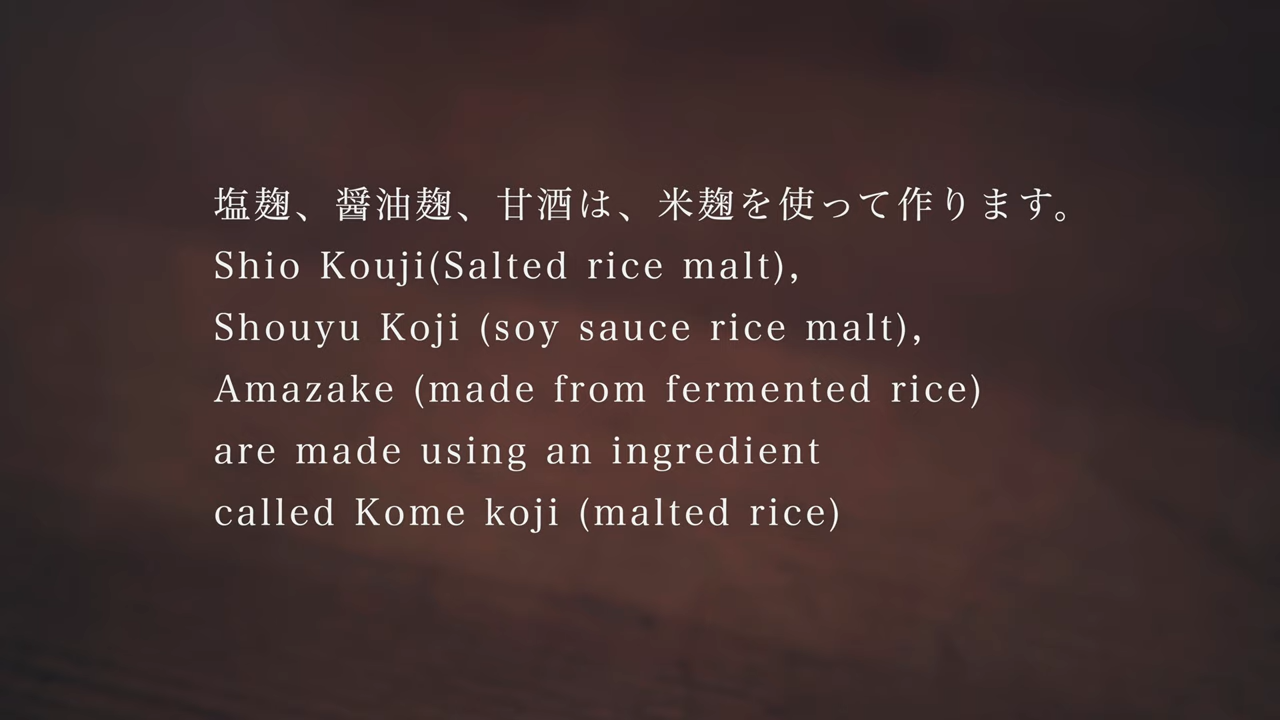 塩麹、醤油麹、甘酒は、米麹を使って作ります。
Shio Kouji(Salted rice malt),
Shouyu Koji (soy sauce rice malt),
Amazake (made from fermented rice)
are made using an ingredient
called Kome koji (malted rice)